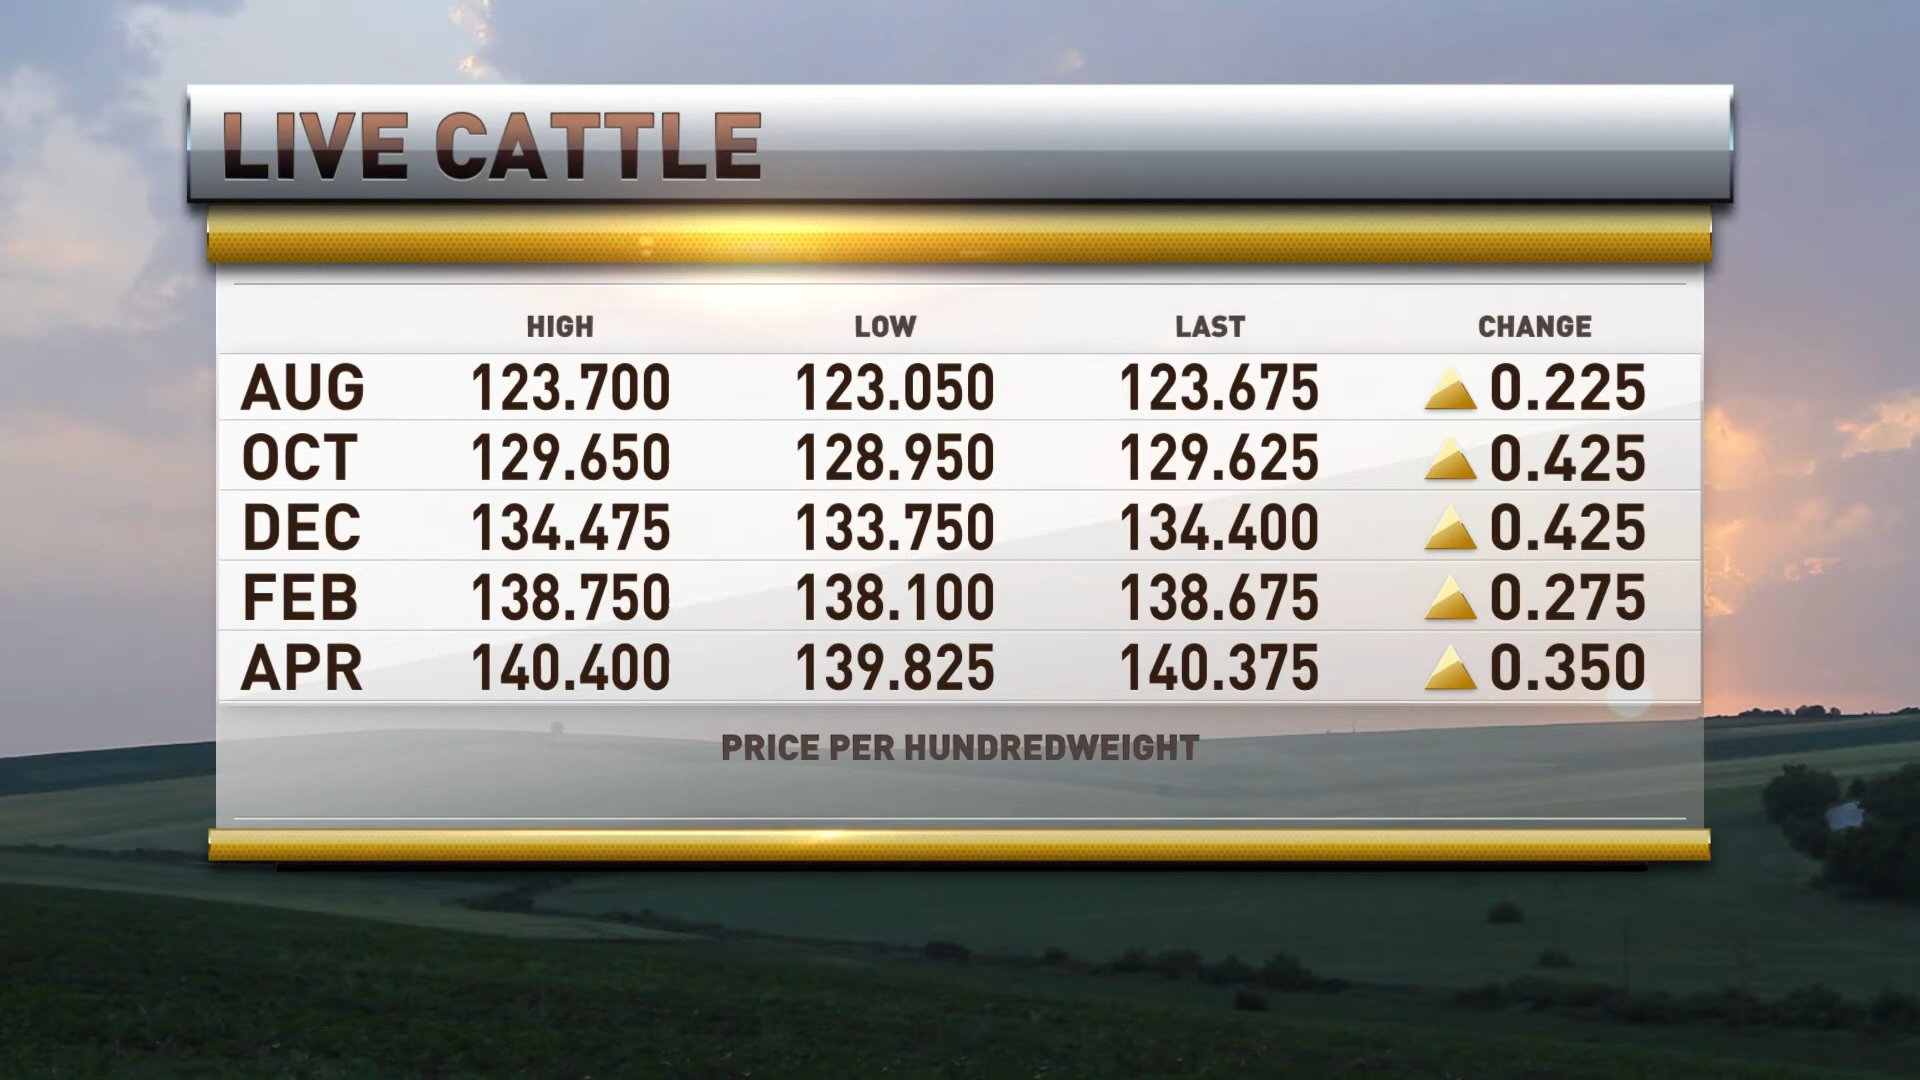 LIVE CATTLE
HIGH LOW LAST CHANGE
AUG 123.700 123.050 123.675 0.225
OCT 129.650 128.950 129.625 0.425
DEC 134.475 133.750 134.400 0.425
FEB 138.750 138.100 138.675 0.275
APR 140.400 139.825 140.375 0.350
PRICE PER HUNDREDWEIGHT